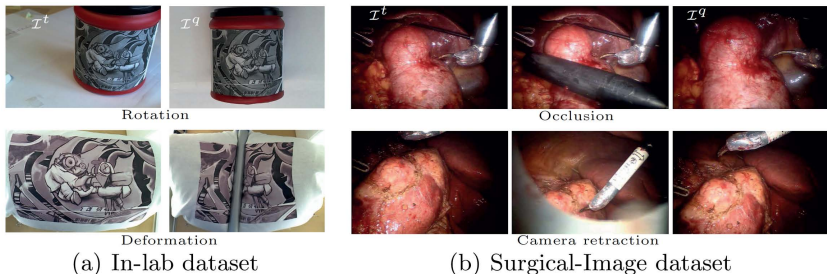 I^t I^q I^t I^q
Rotation Occlusion
Deformation Camera retraction
(a) In-lab dataset (b) Surgical-Image dataset